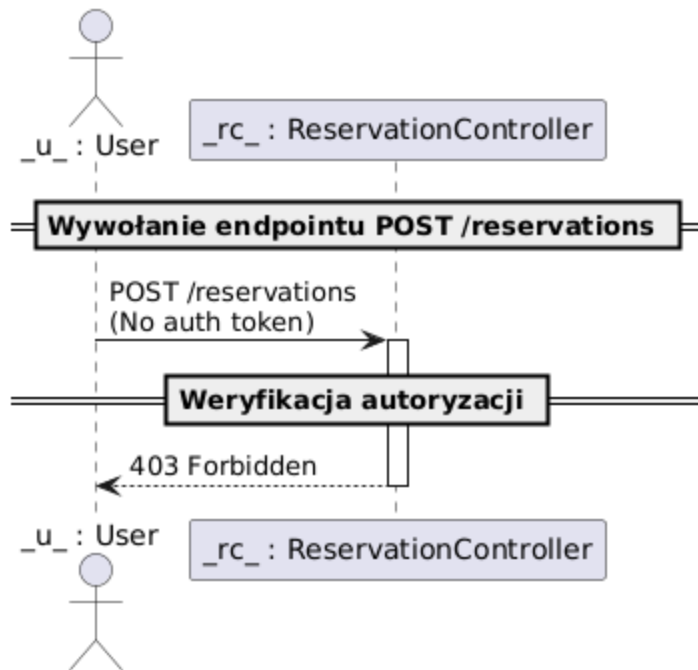 _u_ : User
_rc_ : ReservationController
Wywołanie endpointu POST /reservations
POST /reservations
(No auth token)
Weryfikacja autoryzacji
403 Forbidden
_u_ : User
_rc_ : ReservationController